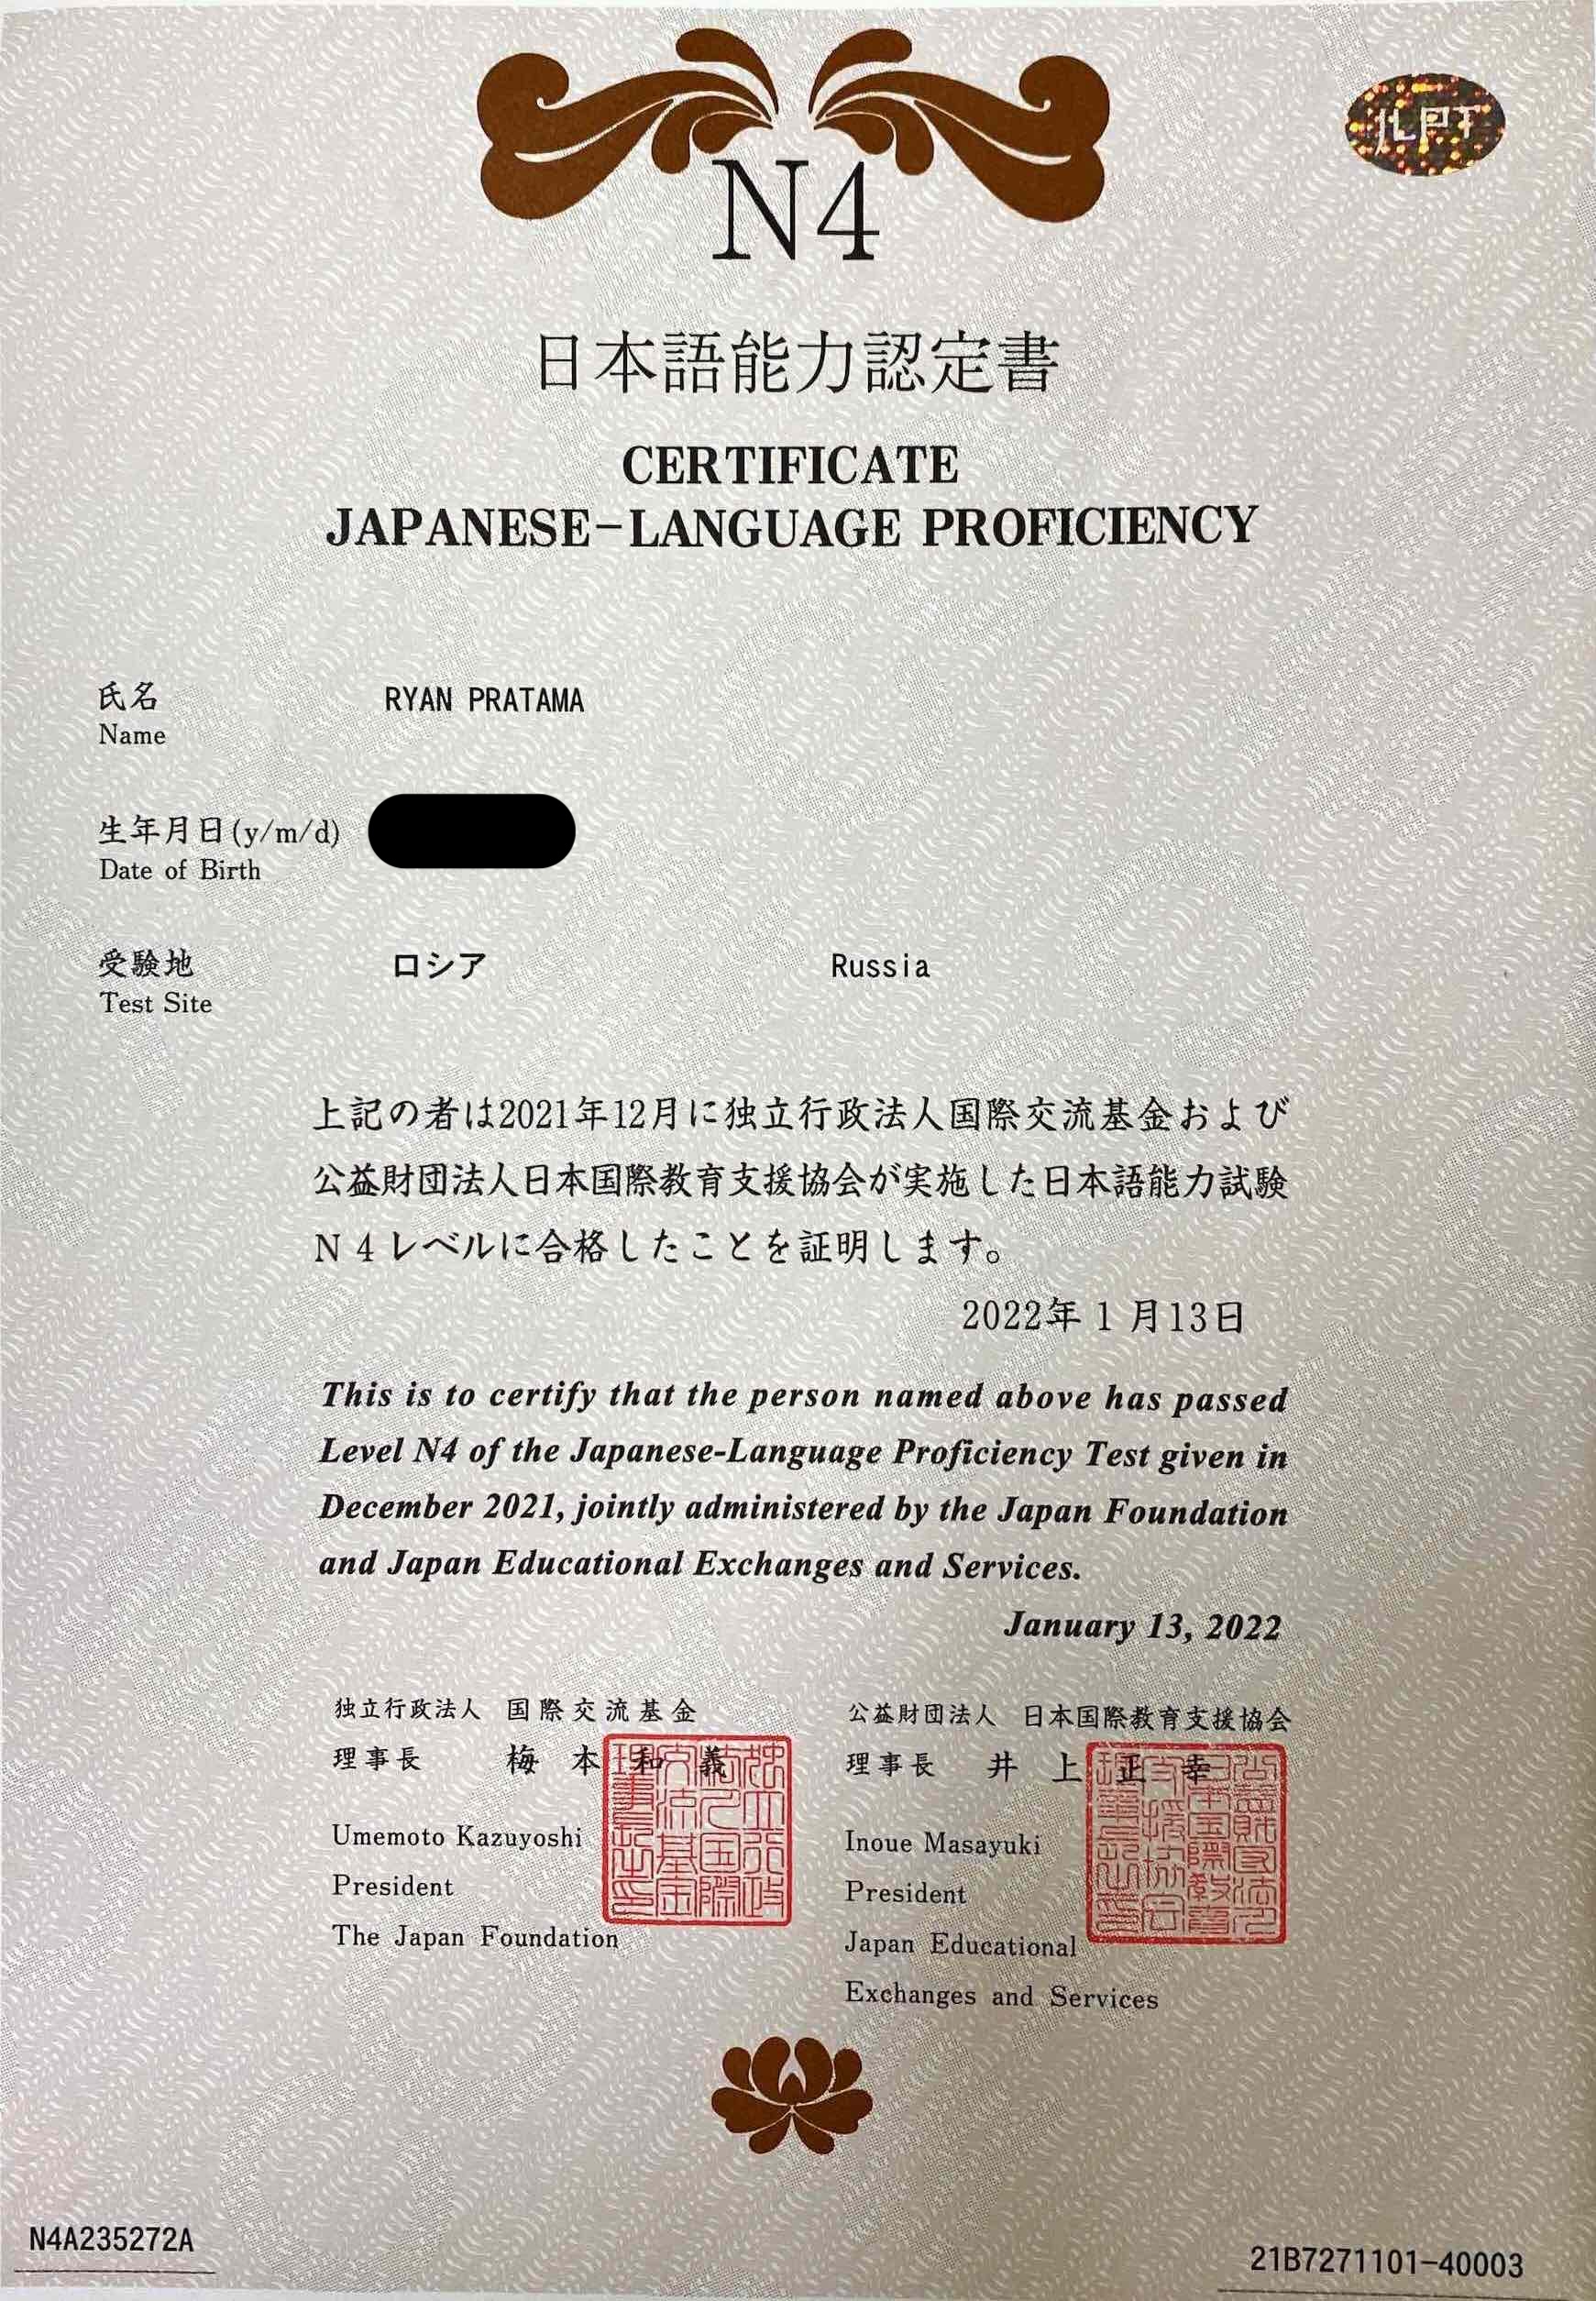 JLPT
N4
日本語能力認定書
CERTIFICATE
JAPANESE-LANGUAGE PROFICIENCY
氏名 RYAN PRATAMA
Name
生年月日(y/m/d)
Date of Birth
受験地 ロシア Russia
Test Site
上記の者は2021年12月に独立行政法人国際交流基金および
公益財団法人日本国際教育支援協会が実施した日本語能力試験
N4レベルに合格したことを証明します。
2022年1月13日
This is to certify that the person named above has passed
Level N4 of the Japanese-Language Proficiency Test given in
December 2021, jointly administered by the Japan Foundation
and Japan Educational Exchanges and Services.
January 13, 2022
独立行政法人 国際交流基金
理事長 梅本和義
Umemoto Kazuyoshi
President
The Japan Foundation
公益財団法人 日本国際教育支援協会
理事長 井上正幸
Inoue Masayuki
President
Japan Educational
Exchanges and Services
N4A235272A
21B7271101-40003